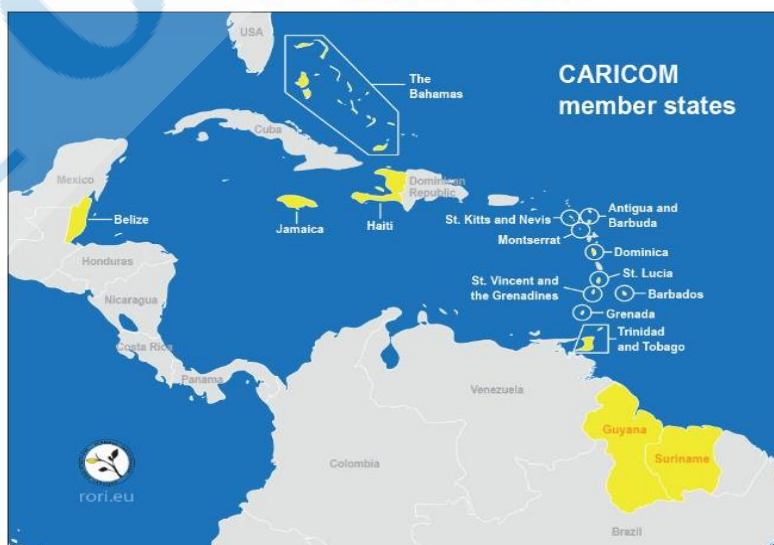 USA
The
Bahamas
CARICOM
member states
Cuba
Mexico
Dominican
Republic
Belize
Jamaica
Haiti
St. Kitts and Nevis
Antigua and
Barbuda
Montserrat
Dominica
Honduras
St. Lucia
St. Vincent and
the Grenadines
Barbados
Nicaragua
Grenada
Costa Rica
Trinidad
and Tobago
Panama
Venezuela
Guyana
Suriname
Colombia
rori.eu
Brazil